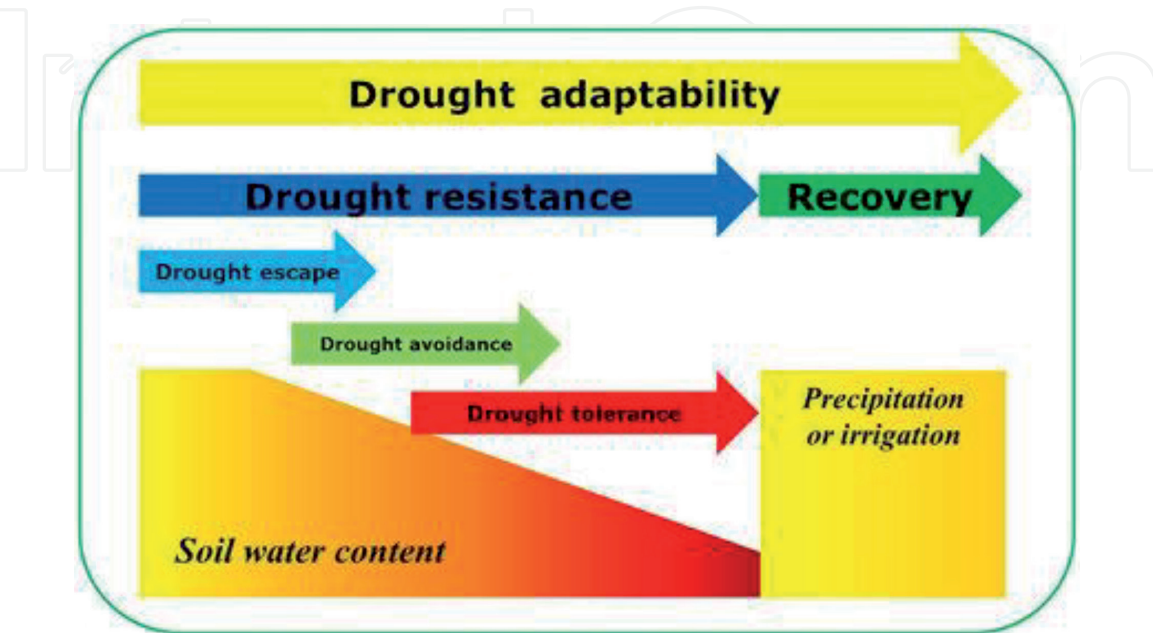 Drought adaptability
Drought resistance
Recovery
Drought escape
Drought avoidance
Drought tolerance
Precipitation
or irrigation
Soil water content